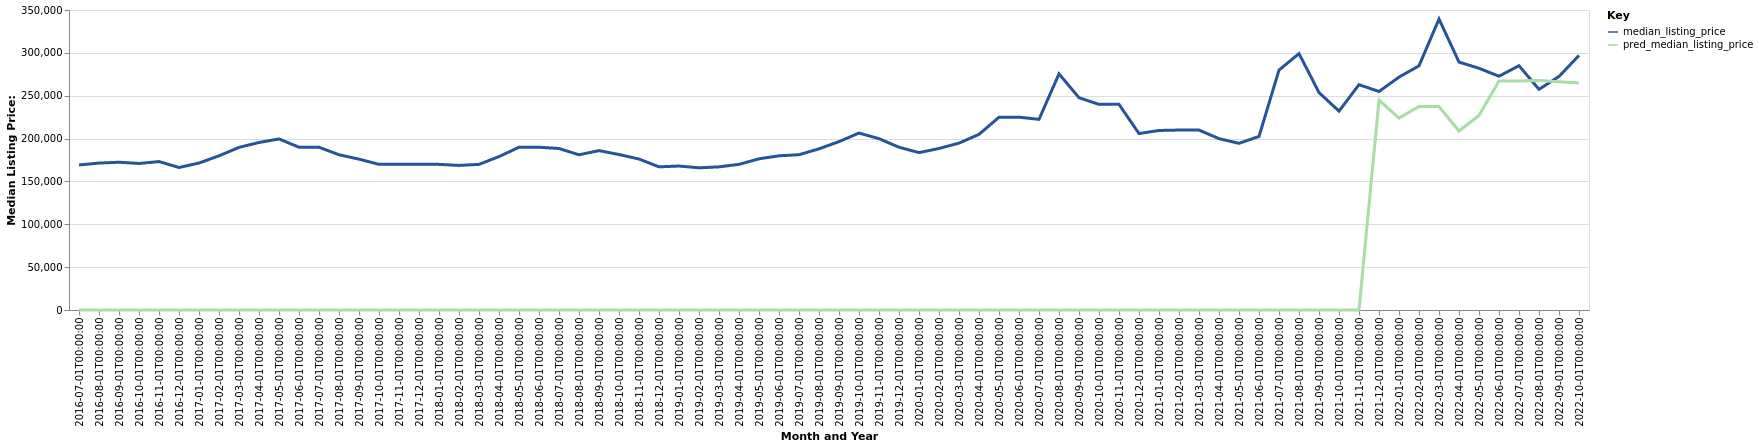 350,000
300,000
250,000
200,000
150,000
100,000
50,000
0
Median Listing Price:
2016-07-01T00:00:00
2016-08-01T00:00:00
2016-09-01T00:00:00
2016-10-01T00:00:00
2016-11-01T00:00:00
2016-12-01T00:00:00
2017-01-01T00:00:00
2017-02-01T00:00:00
2017-03-01T00:00:00
2017-04-01T00:00:00
2017-05-01T00:00:00
2017-06-01T00:00:00
2017-07-01T00:00:00
2017-08-01T00:00:00
2017-09-01T00:00:00
2017-10-01T00:00:00
2017-11-01T00:00:00
2017-12-01T00:00:00
2018-01-01T00:00:00
2018-02-01T00:00:00
2018-03-01T00:00:00
2018-04-01T00:00:00
2018-05-01T00:00:00
2018-06-01T00:00:00
2018-07-01T00:00:00
2018-08-01T00:00:00
2018-09-01T00:00:00
2018-10-01T00:00:00
2018-11-01T00:00:00
2018-12-01T00:00:00
2019-01-01T00:00:00
2019-02-01T00:00:00
2019-03-01T00:00:00
2019-04-01T00:00:00
2019-05-01T00:00:00
2019-06-01T00:00:00
2019-07-01T00:00:00
2019-08-01T00:00:00
2019-09-01T00:00:00
2019-10-01T00:00:00
2019-11-01T00:00:00
2019-12-01T00:00:00
2020-01-01T00:00:00
2020-02-01T00:00:00
2020-03-01T00:00:00
2020-04-01T00:00:00
2020-05-01T00:00:00
2020-06-01T00:00:00
2020-07-01T00:00:00
2020-08-01T00:00:00
2020-09-01T00:00:00
2020-10-01T00:00:00
2020-11-01T00:00:00
2020-12-01T00:00:00
2021-01-01T00:00:00
2021-02-01T00:00:00
2021-03-01T00:00:00
2021-04-01T00:00:00
2021-05-01T00:00:00
2021-06-01T00:00:00
2021-07-01T00:00:00
2021-08-01T00:00:00
2021-09-01T00:00:00
2021-10-01T00:00:00
2021-11-01T00:00:00
2021-12-01T00:00:00
2022-01-01T00:00:00
2022-02-01T00:00:00
2022-03-01T00:00:00
2022-04-01T00:00:00
2022-05-01T00:00:00
2022-06-01T00:00:00
2022-07-01T00:00:00
2022-08-01T00:00:00
2022-09-01T00:00:00
2022-10-01T00:00:00
Month and Year
Key
median_listing_price
pred_median_listing_price